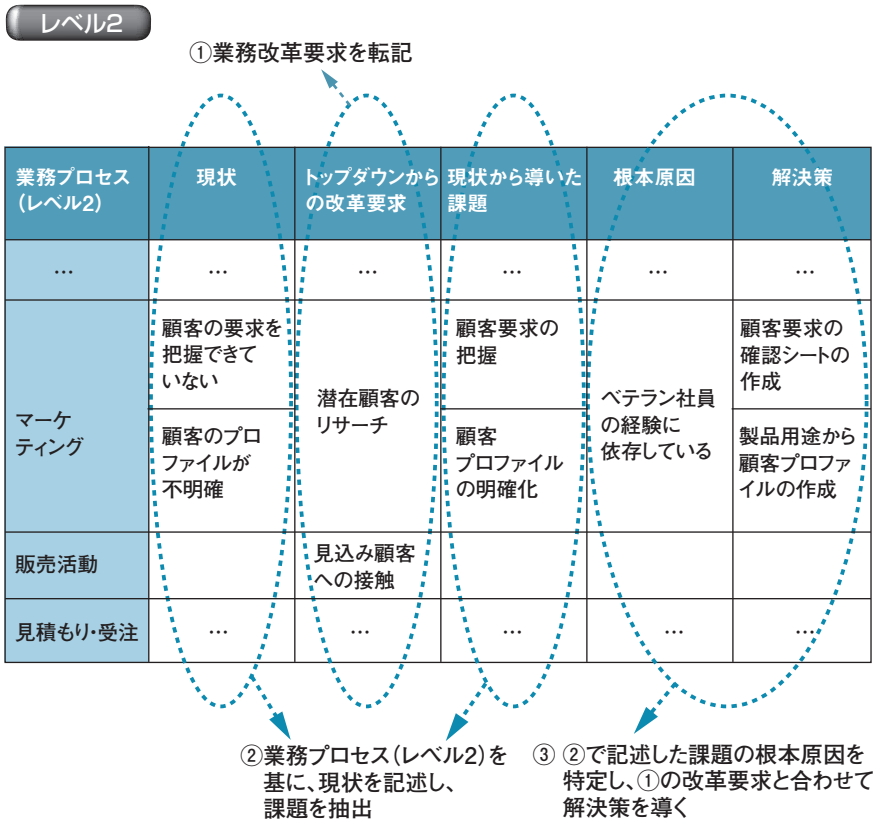 レベル2
①業務改革要求を転記
業務プロセス
(レベル2)
現状
トップダウンから
の改革要求
現状から導いた
課題
根本原因
解決策
…
…
…
…
…
…
マーケ
ティング
顧客の要求を
把握できて
いない
顧客のプロ
ファイルが
不明確
潜在顧客の
リサーチ
顧客要求の
把握
顧客
プロファイル
の明確化
ベテラン社員
の経験に
依存している
顧客要求の
確認シートの
作成
製品用途から
顧客プロファ
イルの作成
販売活動
見込み顧客
への接触
見積もり・受注
…
…
…
…
…
②業務プロセス(レベル2)を
基に、現状を記述し、
課題を抽出
③ ②で記述した課題の根本原因を
特定し、①の改革要求と合わせて
解決策を導く